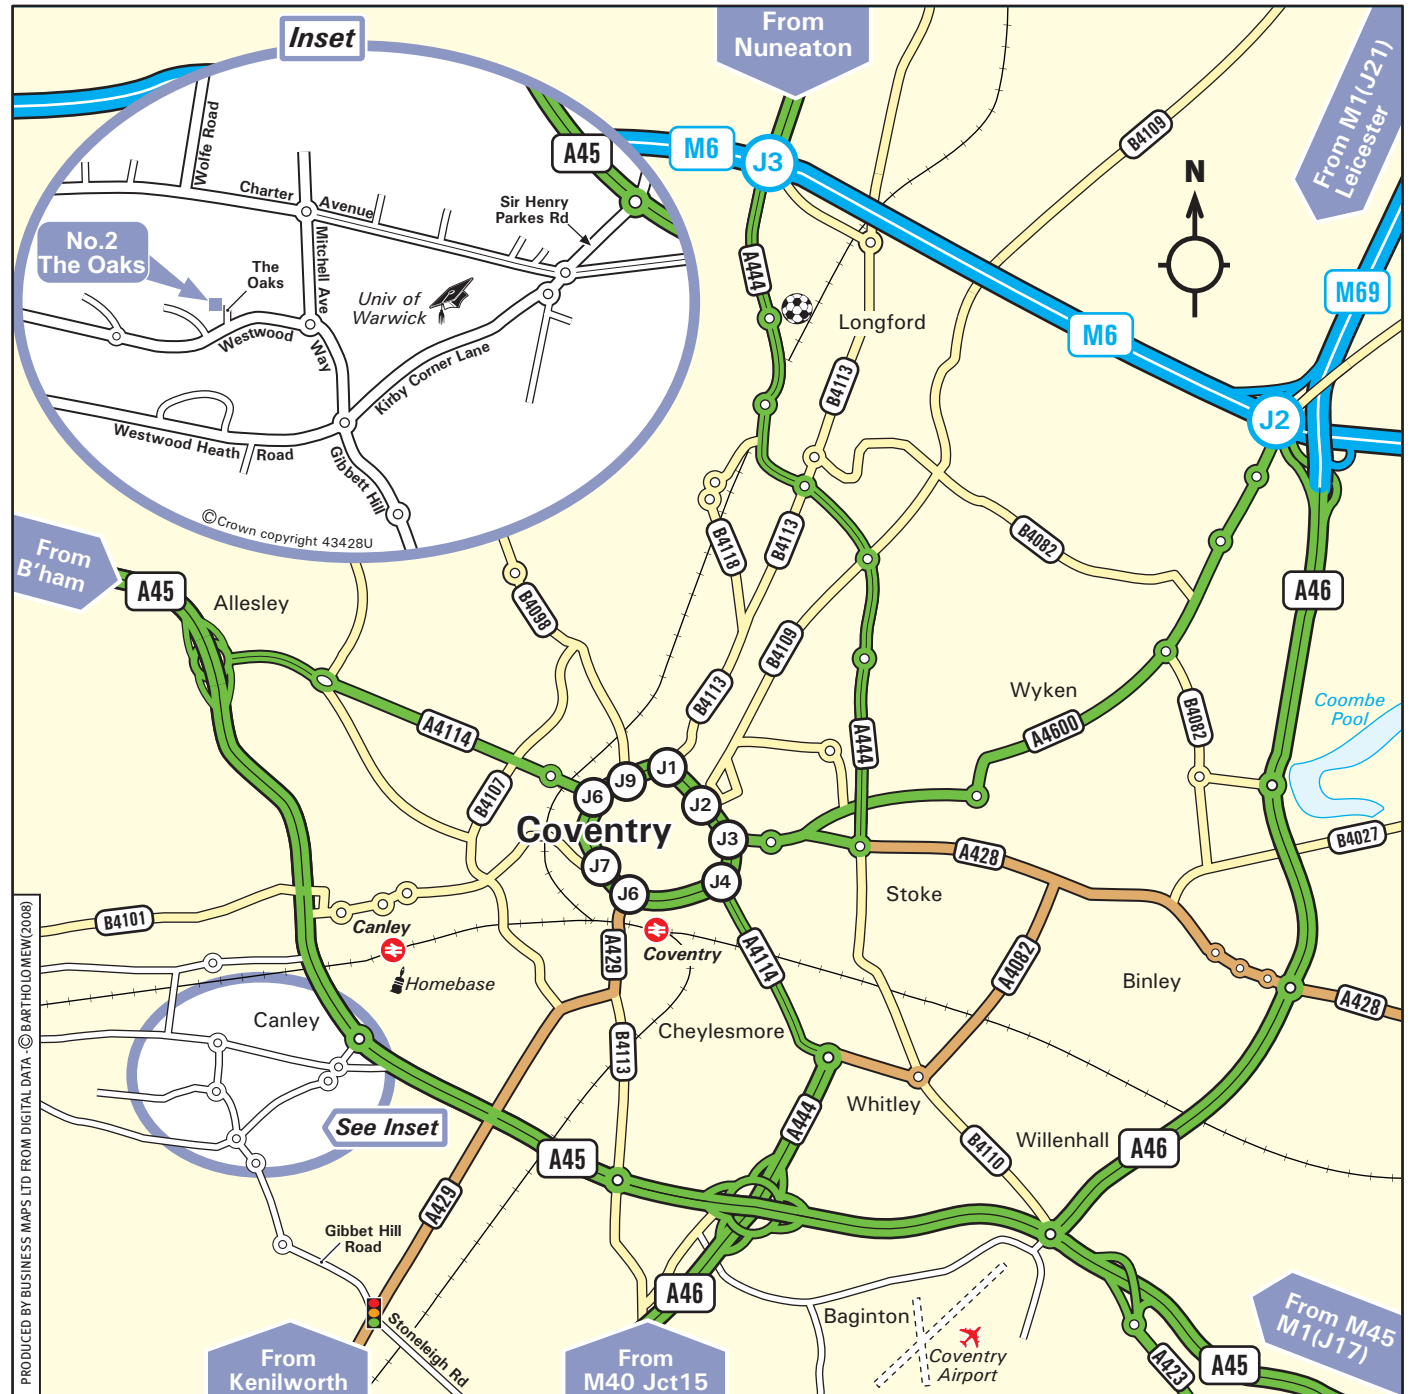 Inset
From
Nuneaton
From M1(J21)
Leicester
M6
J3
B4109
N
M69
M6
J2
A45
Wolfe Road
Charter
Avenue
Sir Henry
Parkes Rd
No.2
The Oaks
The
Oaks
Mitchell Ave
Univ of
Warwick
Westwood
Way
Kirby Corner Lane
Westwood Heath
Road
Gibbett Hill
©Crown copyright 43428U
A444
Longford
B4113
B4118
B4113
B4082
A46
From
B'ham
A45
Allesley
B4098
B4109
B4113
Wyken
A4600
B4082
Coombe
Pool
A4114
A444
B4107
J1
J9
J6
J2
Coventry
J3
J7
J4
J6
A428
B4027
Stoke
B4101
Canley
A429
Coventry
A4114
A4082
Homebase
Binley
A428
Canley
Cheylesmore
B4113
Whitley
A444
See Inset
Willenhall
A46
B4110
A45
A429
Gibbet Hill
Road
A46
Baginton
Stoneleigh Rd
Coventry
Airport
From M45
M1(J17)
A45
A423
From
Kenilworth
From
M40 Jct15
PRODUCED BY BUSINESS MAPS LTD FROM DIGITAL DATA - ©BARTHOLOMEW(2008)